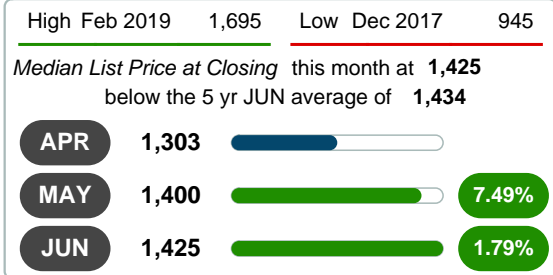 High Feb 2019 1,695 Low Dec 2017 945
Median List Price at Closing this month at 1,425
below the 5 yr JUN average of 1,434
APR 1,303
MAY 1,400 7.49%
JUN 1,425 1.79%